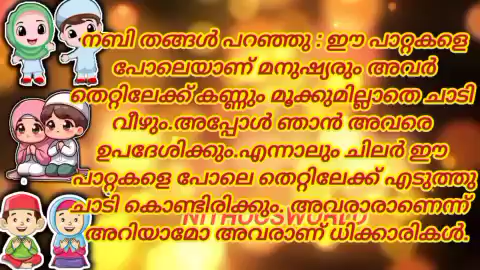 നബി തങ്ങൾ പറഞ്ഞു : ഈ പാറ്റകളെ
പോലെയാണ് മനുഷ്യരും അവർ
തെറ്റിലേക്ക് കണ്ണും മൂക്കുമില്ലാതെ ചാടി
വീഴും.അപ്പോൾ ഞാൻ അവരെ
ഉപദേശിക്കും.എന്നാലും ചിലർ ഈ
പാറ്റകളെ പോലെ തെറ്റിലേക്ക് എടുത്തു
ചാടി കൊണ്ടിരിക്കും. അവരാരാണെന്ന്
NITHUOSWORLD
അറിയാമോ അവരാണ് ധിക്കാരികൾ.